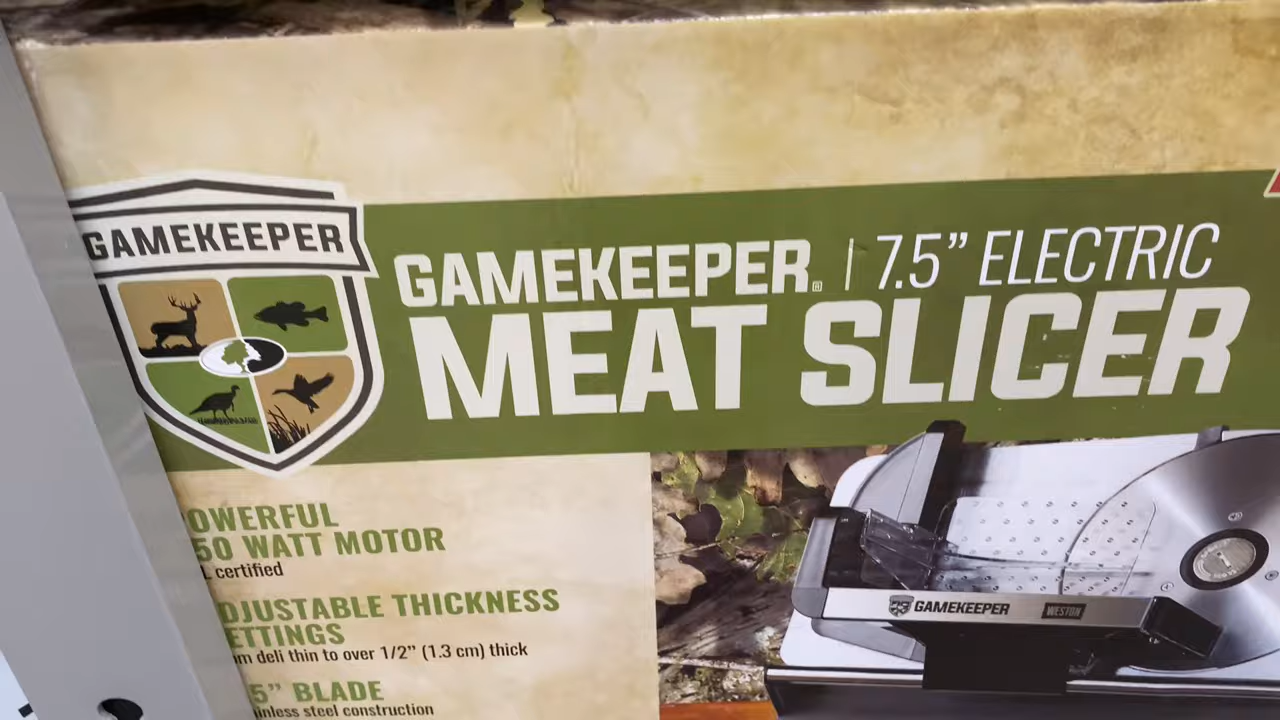 GAMEKEEPER
GAMEKEEPER® | 7.5” ELECTRIC
MEAT SLICER
OWERFUL
50 WATT MOTOR
L certified
DJUSTABLE THICKNESS
ETTINGS
m deli thin to over 1/2” (1.3 cm) thick
5” BLADE
inless steel construction
GAMEKEEPER WESTON